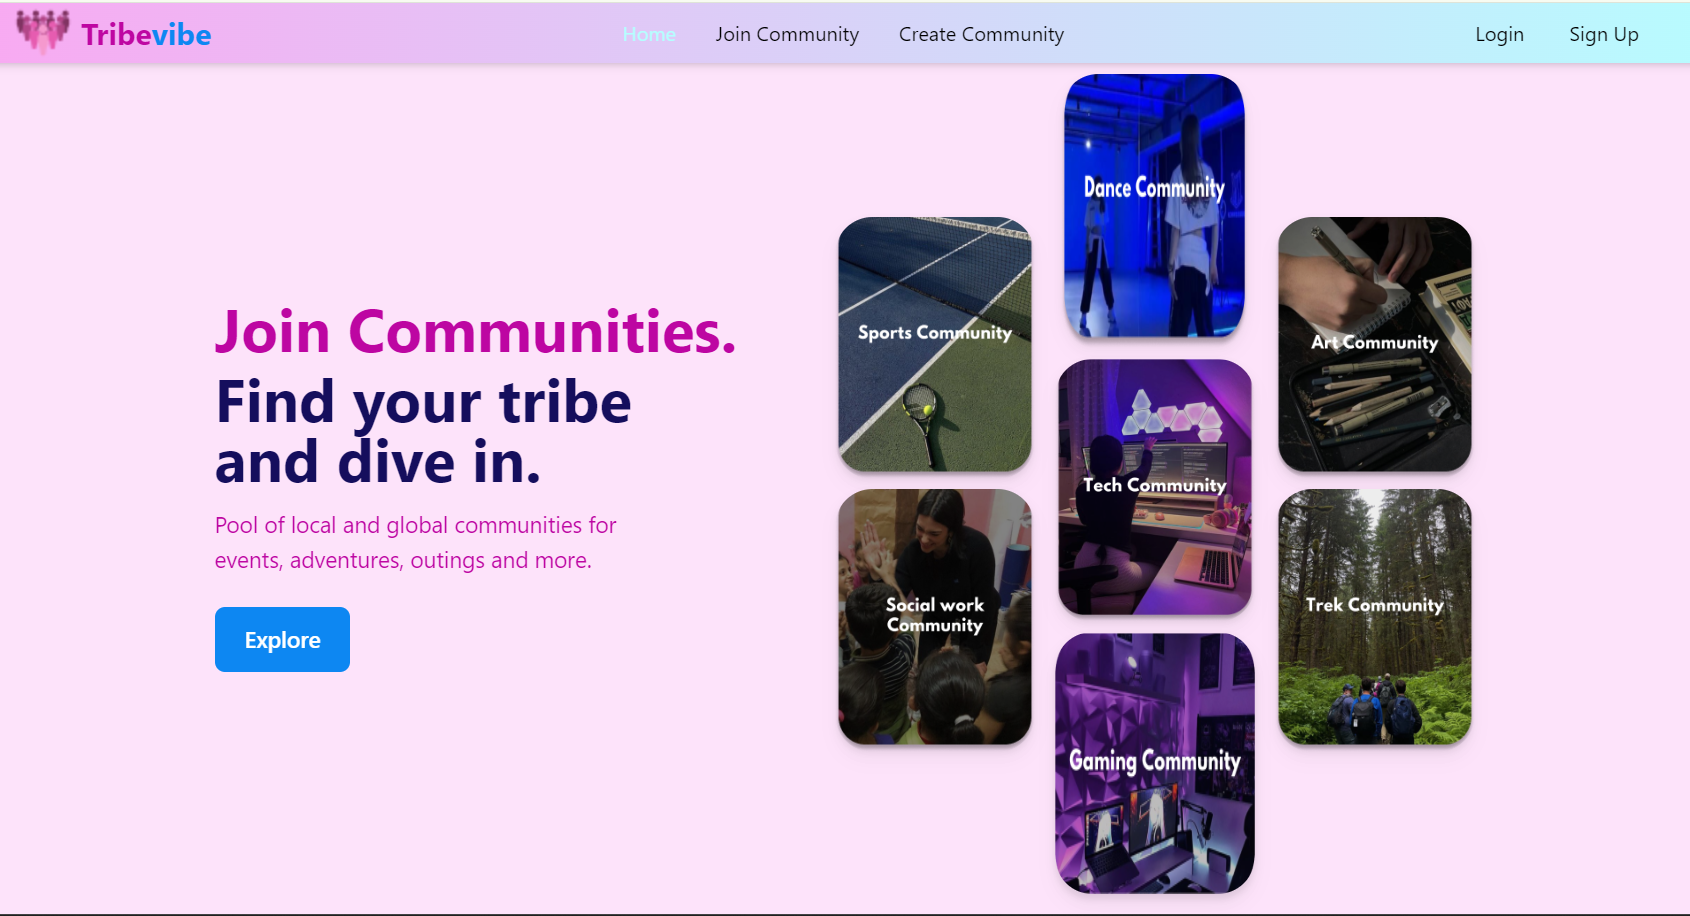 Tribevibe
Home
Join Community
Create Community
Login
Sign Up
Join Communities.
Find your tribe
and dive in.
Pool of local and global communities for
events, adventures, outings and more.
Explore
Dance Community
Sports Community
Art Community
Tech Community
Social work
Community
Trek Community
Gaming Community